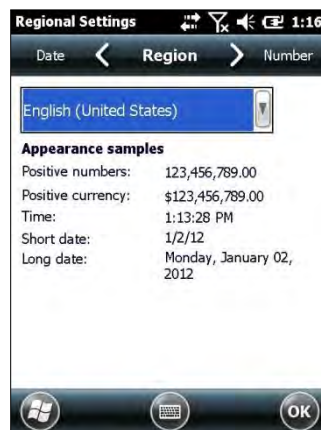 Regional Settings 1:16
Date Region Number
English (United States)
Appearance samples
Positive numbers: 123,456,789.00
Positive currency: $123,456,789.00
Time: 1:13:28 PM
Short date: 1/2/12
Long date: Monday, January 02,
2012
OK